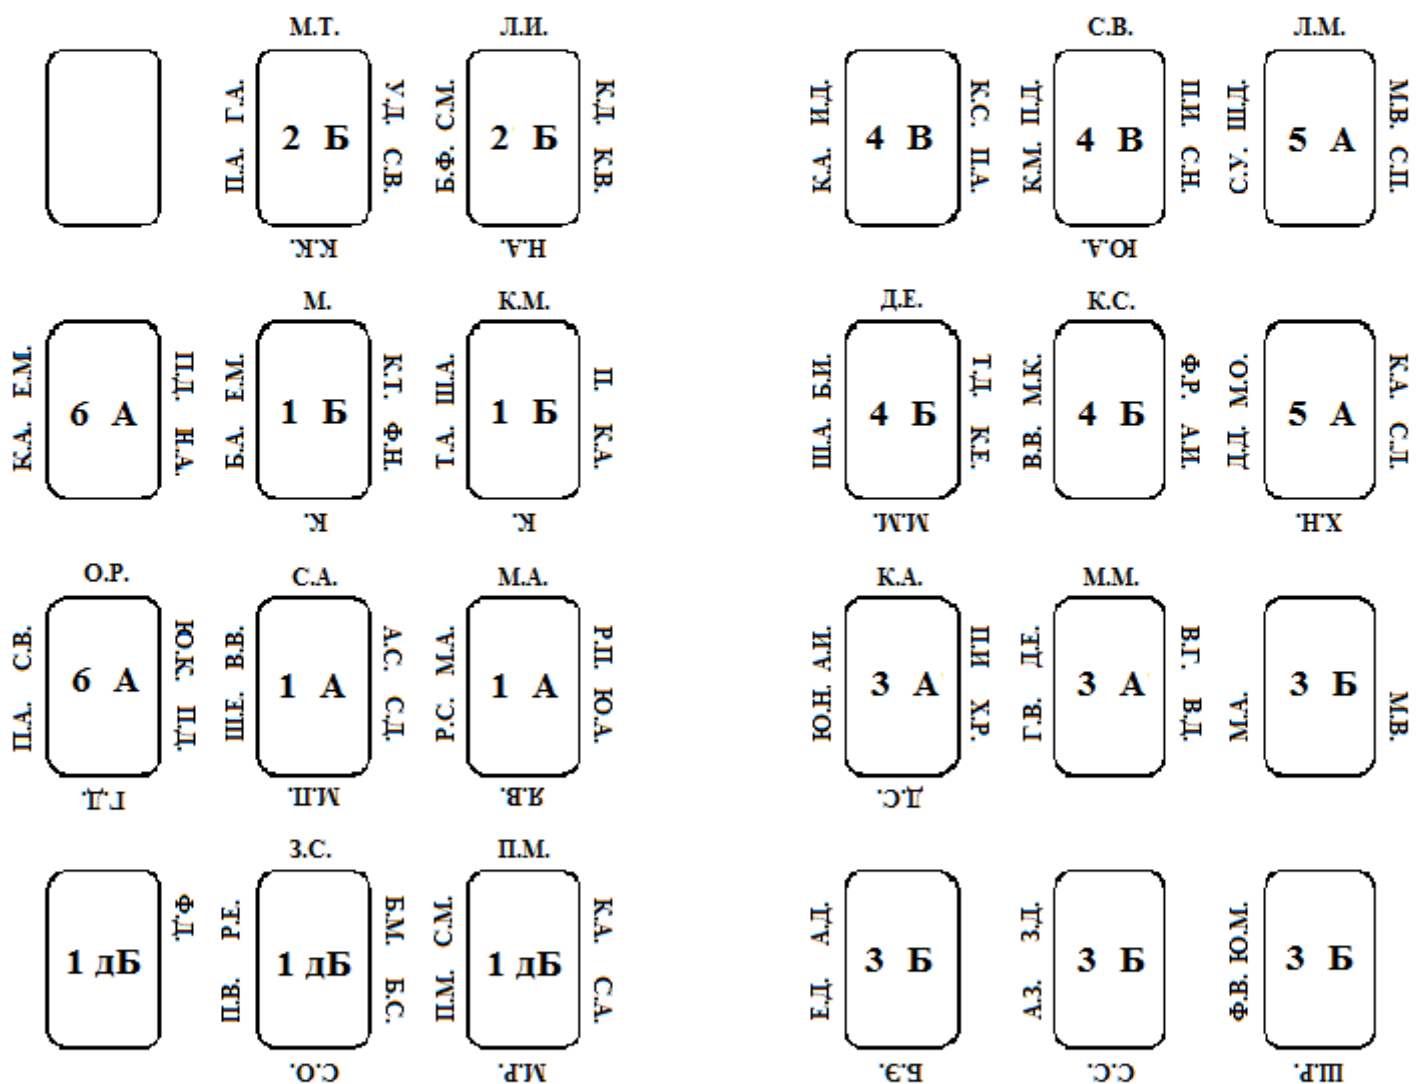 М.Т.
Л.И.
С.В.
Л.М.
П.А. Г.А.
2 Б
У.Д. С.В.
Б.Ф. С.М.
2 Б
К.Д. К.В.
К.А. И.Д.
4 В
К.С. П.А.
К.М. П.Д.
4 В
П.И. С.Н.
С.У. Ш.Д.
5 А
М.В. С.П.
К.К.
Н.А.
Ю.А.
М.
К.М.
Д.Е.
К.С.
К.А. Е.М.
6 А
П.Д. Н.А.
Б.А. Е.М.
1 Б
К.Т. Ф.Н.
Т.А. Ш.А.
1 Б
П. К.А.
Ш.А. Б.И.
4 Б
Т.Д. К.Е.
В.В. М.К.
4 Б
Ф.Р. А.И.
Д.Д. М.О.
5 А
К.А. С.Л.
К.
К.
М.М.
Х.Н.
О.Р.
С.А.
М.А.
К.А.
М.М.
П.А. С.В.
6 А
Ю.К. П.Д.
Ш.Е. В.В.
1 А
А.С. С.Д.
Р.С. М.А.
1 А
Р.П. Ю.А.
Ю.Н. А.И.
3 А
П.И Х.Р.
Г.В. Д.Е.
3 А
В.Г. В.Д.
М.А.
3 Б
М.В.
Г.Д.
М.П.
Я.В.
Д.С.
З.С.
П.М.
1 дБ
Ф.Д.
П.В. Р.Е.
1 дБ
Б.М. Б.С.
П.М. С.М.
1 дБ
К.А. С.А.
Е.Д. А.Д.
3 Б
А.З. З.Д.
3 Б
Ф.В. Ю.М.
3 Б
С.О.
М.Р.
Б.Э.
С.С.
Ш.Р.